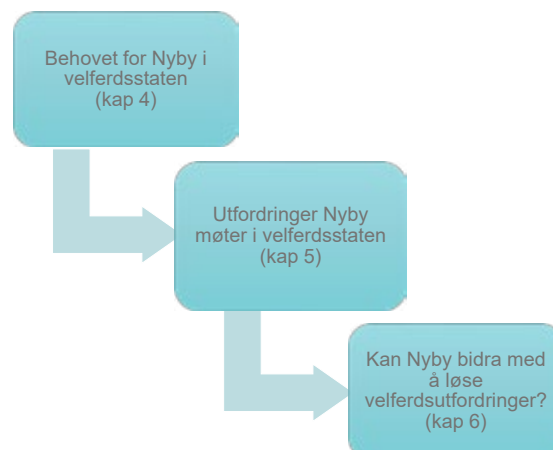 Behovet for Nyby i
velferdsstaten
(kap 4)
Utfordringer Nyby
møter i velferdsstaten
(kap 5)
Kan Nyby bidra med
å løse
velferdsutfordringer?
(kap 6)